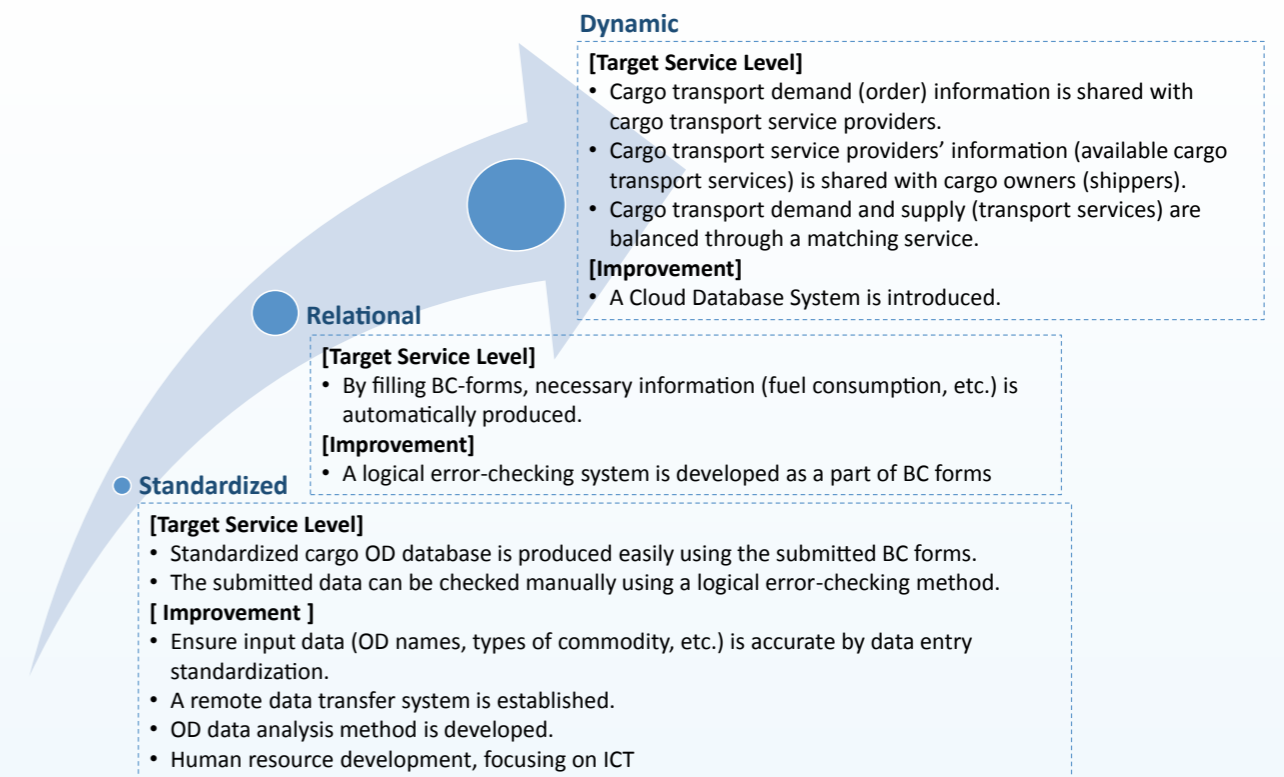 Dynamic
[Target Service Level]
• Cargo transport demand (order) information is shared with
cargo transport service providers.
• Cargo transport service providers’ information (available cargo
transport services) is shared with cargo owners (shippers).
• Cargo transport demand and supply (transport services) are
balanced through a matching service.
[Improvement]
• A Cloud Database System is introduced.
Relational
[Target Service Level]
• By filling BC-forms, necessary information (fuel consumption, etc.) is
automatically produced.
[Improvement]
• A logical error-checking system is developed as a part of BC forms
Standardized
[Target Service Level]
• Standardized cargo OD database is produced easily using the submitted BC forms.
• The submitted data can be checked manually using a logical error-checking method.
[ Improvement ]
• Ensure input data (OD names, types of commodity, etc.) is accurate by data entry
standardization.
• A remote data transfer system is established.
• OD data analysis method is developed.
• Human resource development, focusing on ICT